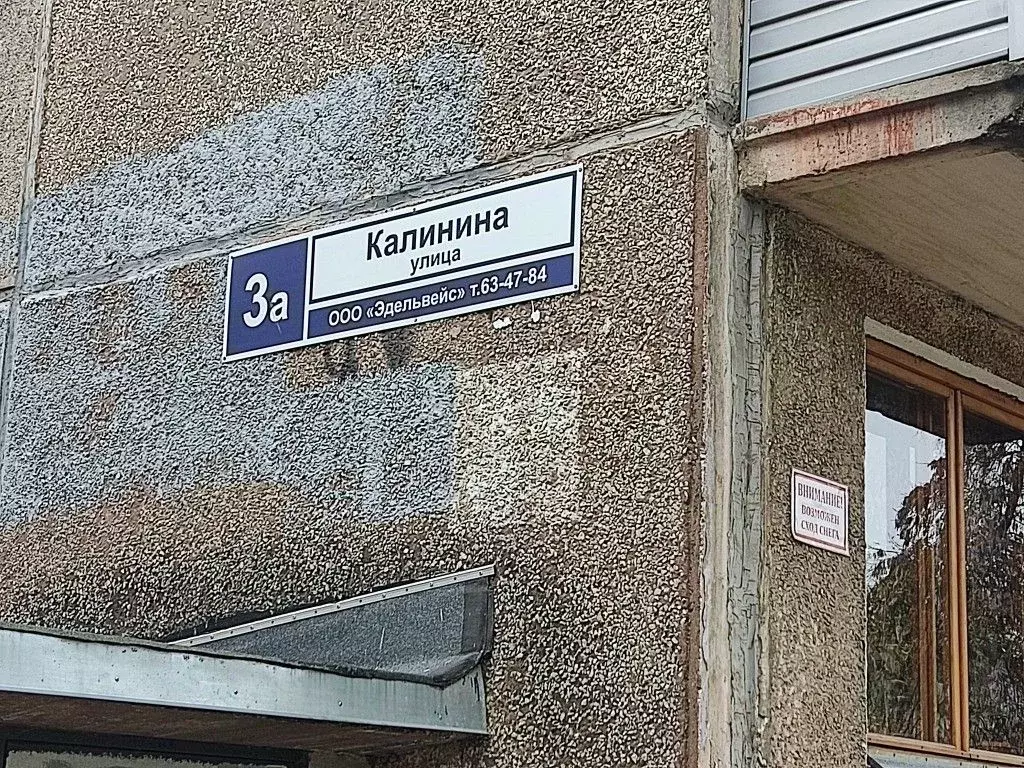 3а
Калинина
улица
ООО «Эдельвейс» т.63-47-84
ВНИМАНИЕ!
ВОЗМОЖЕН
СХОД СНЕГА